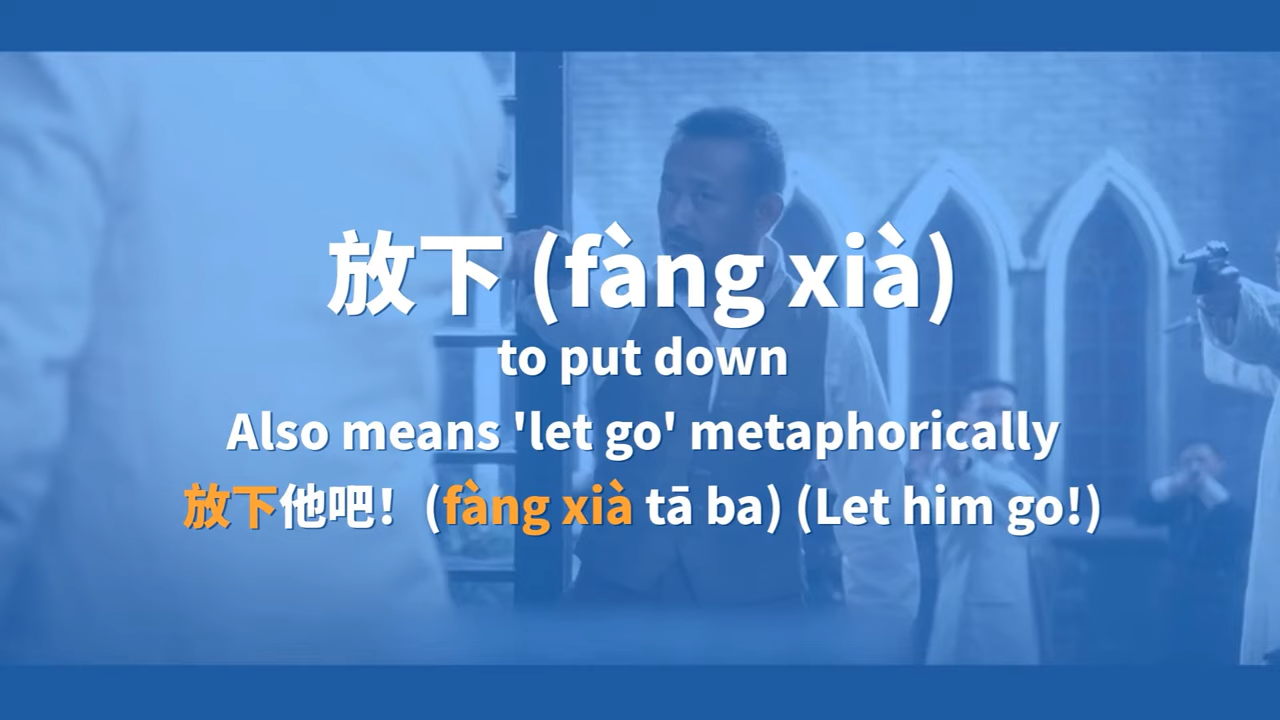 放下 (fàng xià)
to put down
Also means 'let go' metaphorically
放下他吧！(fàng xià tā ba) (Let him go!)